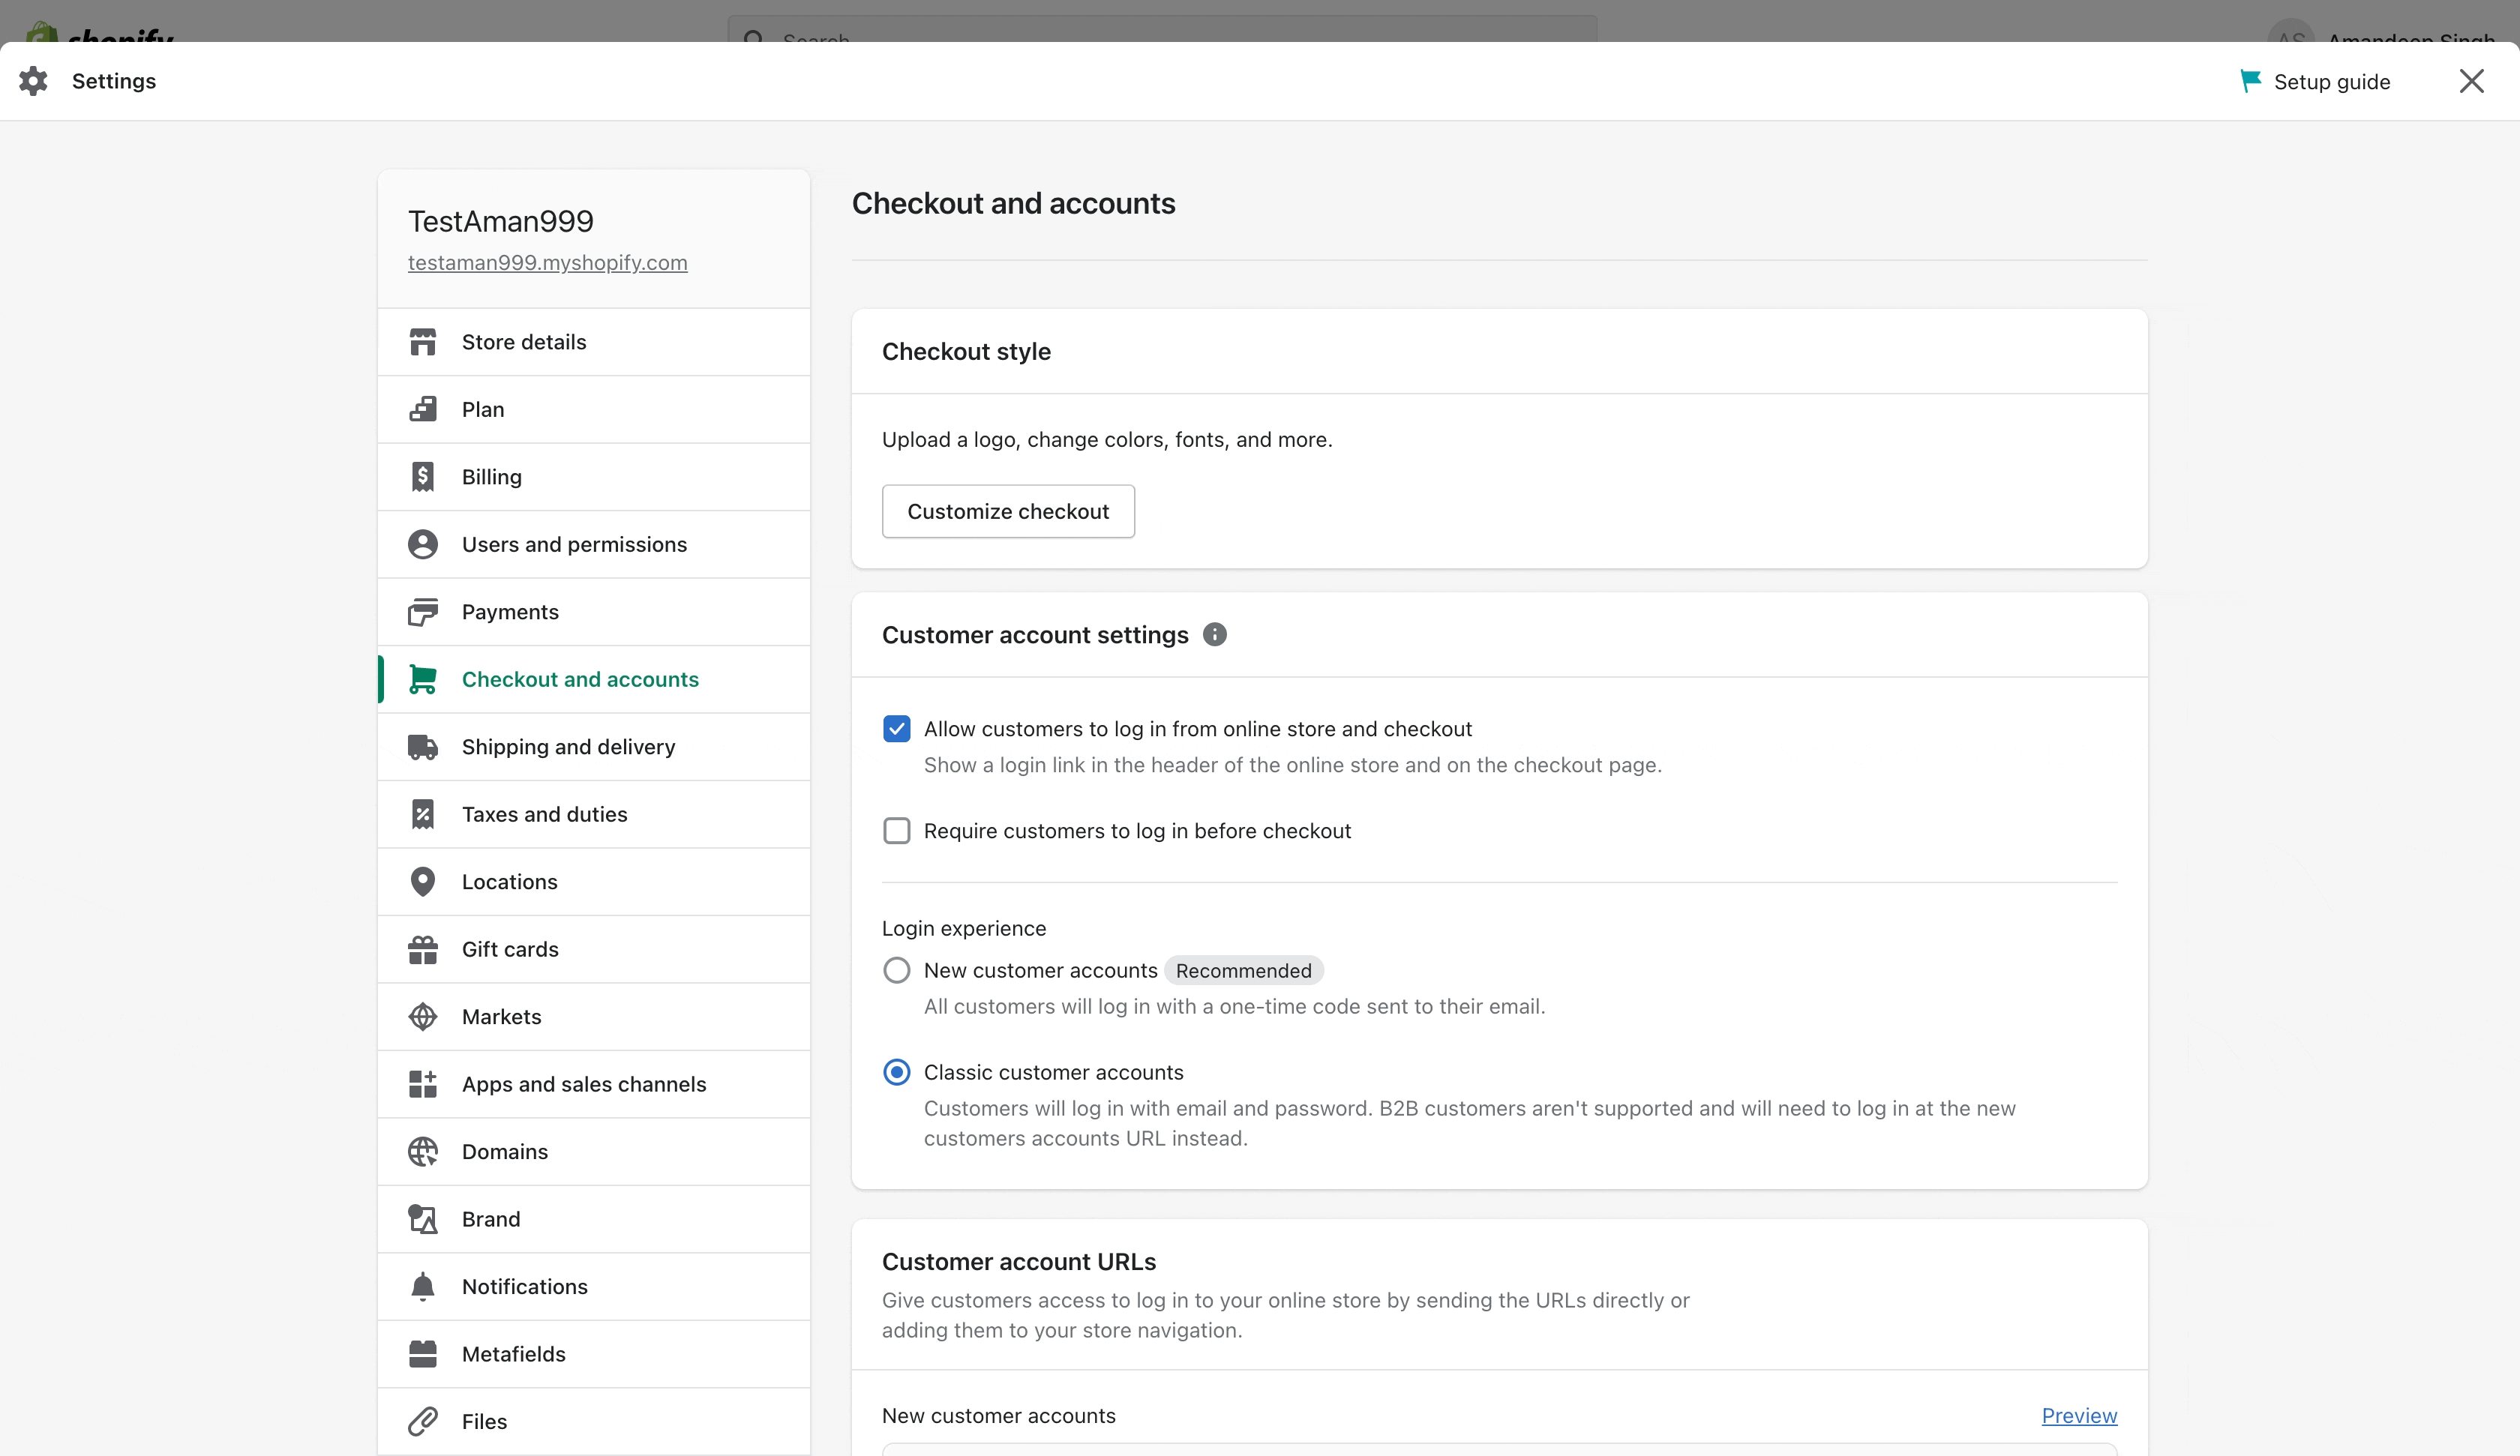 shopify
Search
AS
Amandeep Singh
Settings
Setup guide
TestAman999
testaman999.myshopify.com
Store details
Plan
Billing
Users and permissions
Payments
Checkout and accounts
Shipping and delivery
Taxes and duties
Locations
Gift cards
Markets
Apps and sales channels
Domains
Brand
Notifications
Metafields
Files
Checkout and accounts
Checkout style
Upload a logo, change colors, fonts, and more.
Customize checkout
Customer account settings
Allow customers to log in from online store and checkout
Show a login link in the header of the online store and on the checkout page.
Require customers to log in before checkout
Login experience
New customer accounts Recommended
All customers will log in with a one-time code sent to their email.
Classic customer accounts
Customers will log in with email and password. B2B customers aren't supported and will need to log in at the new
customers accounts URL instead.
Customer account URLs
Give customers access to log in to your online store by sending the URLs directly or
adding them to your store navigation.
New customer accounts
Preview